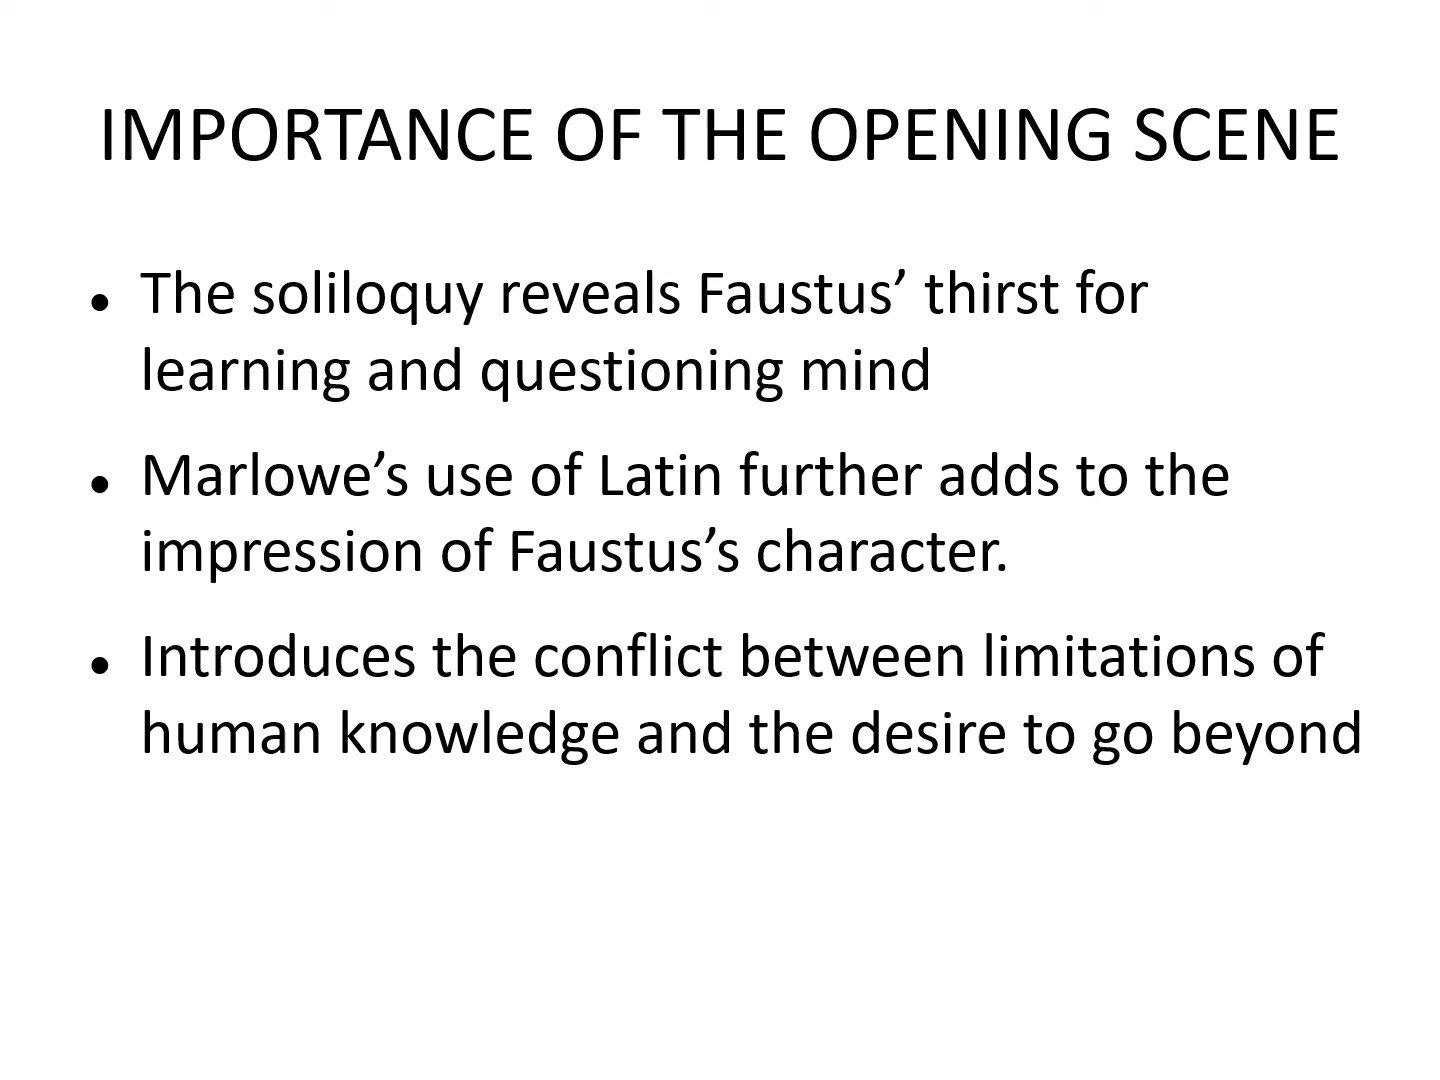 IMPORTANCE OF THE OPENING SCENE
● The soliloquy reveals Faustus’ thirst for
learning and questioning mind
● Marlowe’s use of Latin further adds to the
impression of Faustus’s character.
● Introduces the conflict between limitations of
human knowledge and the desire to go beyond